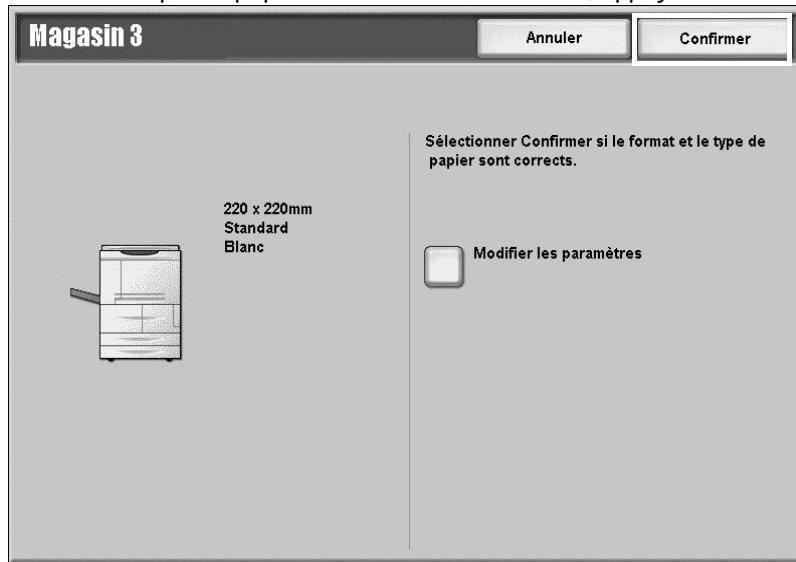 Magasin 3
Annuler
Confirmer
Sélectionner Confirmer si le format et le type de
papier sont corrects.
220 x 220mm
Standard
Blanc
Modifier les paramètres